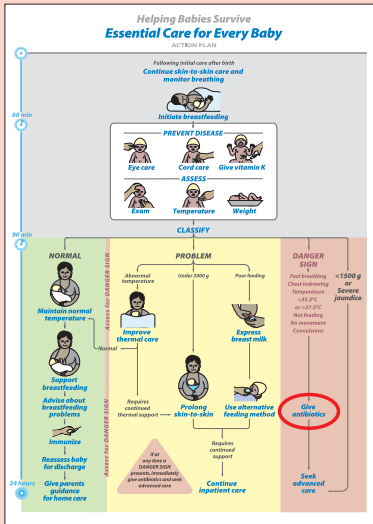 Helping Babies Survive
Essential Care for Every Baby
ACTION PLAN
Following initial care after birth
Continue skin-to-skin care and
monitor breathing
Initiate breastfeeding
60 min
PREVENT DISEASE
Eye care
Cord care
Give vitamin K
ASSESS
Exam
Temperature
Weight
90 min
CLASSIFY
NORMAL
Maintain normal
temperature
Support
breastfeeding
Advise about
breastfeeding
problems
Immunize
Reassess baby
for discharge
Give parents
guidance
for home care
24 hours
Assess for DANGER SIGN
Assess for DANGER SIGN
PROBLEM
Abnormal
temperature
Improve
thermal care
Normal
Requires
continued
thermal support
Under 2000 g
Prolong
skin-to-skin
Poor feeding
Express
breast milk
Use alternative
feeding method
Requires
continued
support
Continue
inpatient care
If at
any time a
DANGER SIGN
presents, immediately
give antibiotics and seek
advanced care
DANGER
SIGN
Fast breathing
Chest indrawing
Temperature
<35.5°C
or >37.5°C
Not feeding
No movement
Convulsions
<1500 g
or
Severe
jaundice
Give
antibiotics
Seek
advanced
care